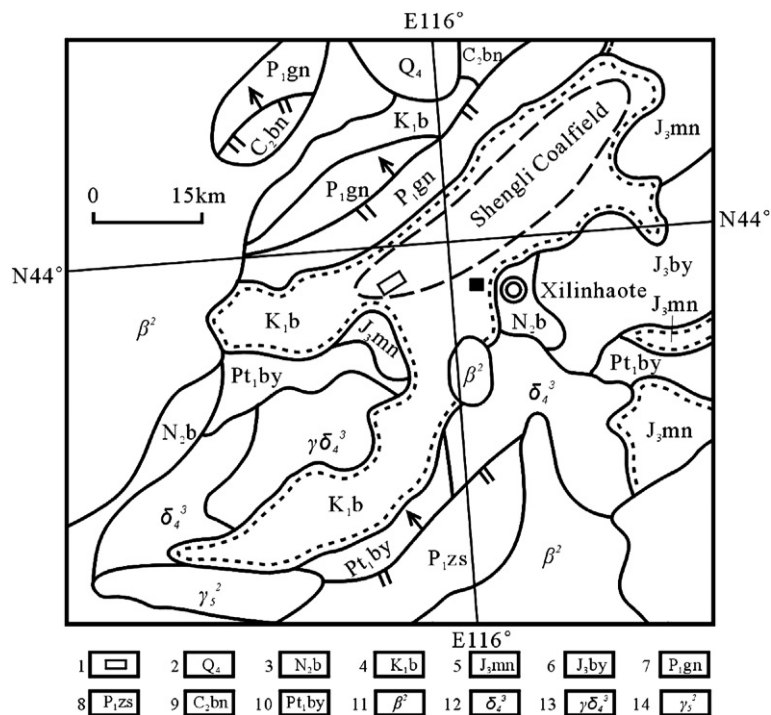 E116°
P₁gn
Q₄
C₂bn
C₂bn
K₁b
J₃mn
P₁gn
P₁gn
Shengli Coalfield
0 15km
N44°
N44°
J₃by
Xilinhaote
J₃mn
N₂b
K₁b
J₃mn
β²
β²
Pt₁by
Pt₁by
δ₄³
N₂b
γδ₄³
J₃mn
K₁b
δ₄³
Pt₁by
P₁zs
β²
γ₅²
E116°
1 2 Q₄ 3 N₂b 4 K₁b 5 J₃mn 6 J₃by 7 P₁gn
8 P₁zs 9 C₂bn 10 Pt₁by 11 β² 12 δ₄³ 13 γδ₄³ 14 γ₅²